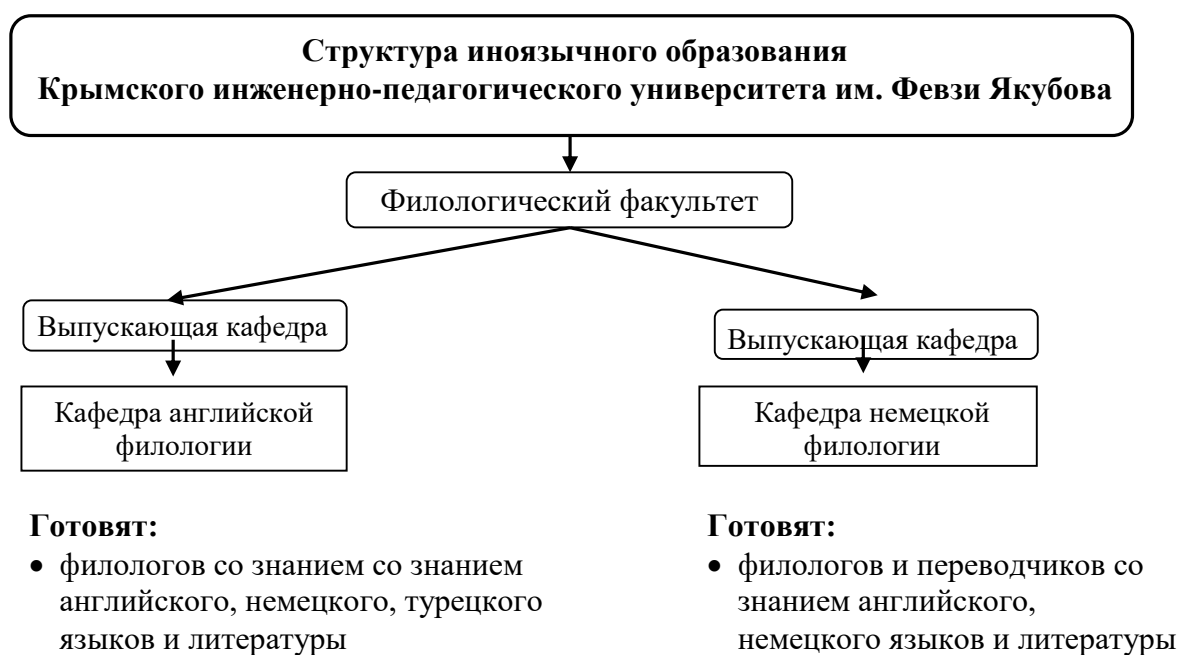 Структура иноязычного образования
Крымского инженерно-педагогического университета им. Февзи Якубова
Филологический факультет
Выпускающая кафедра
Кафедра английской
филологии
Готовят:
• филологов со знанием со знанием
английского, немецкого, турецкого
языков и литературы
Выпускающая кафедра
Кафедра немецкой
филологии
Готовят:
• филологов и переводчиков со
знанием английского,
немецкого языков и литературы